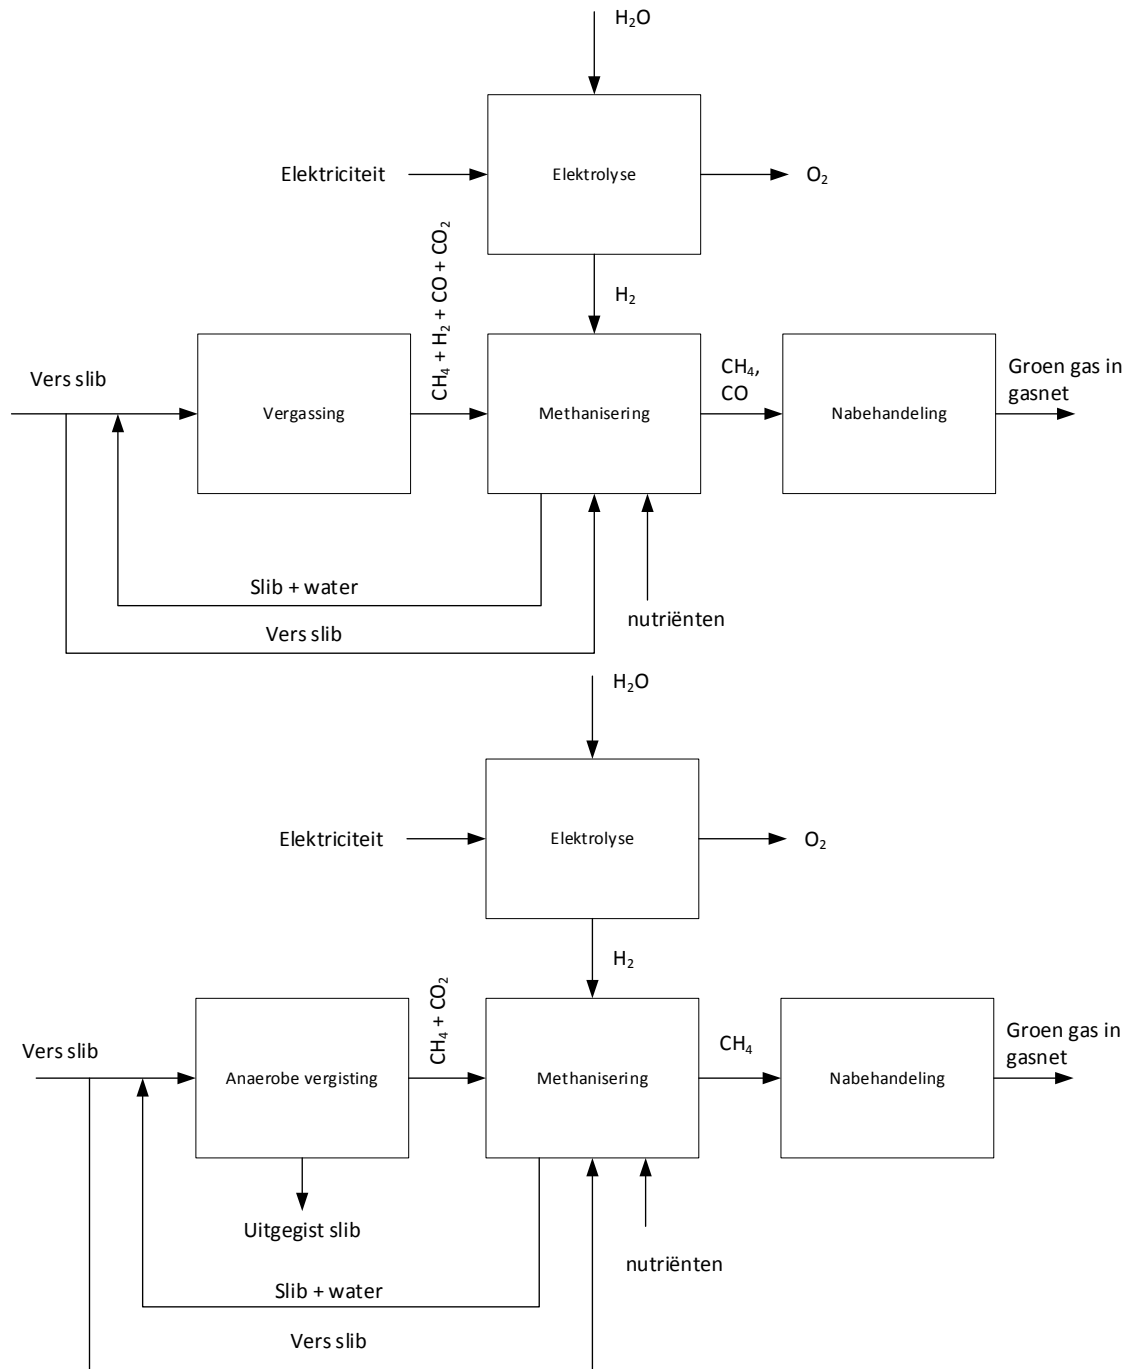 H₂O
Elektriciteit
Elektrolyse
O₂
H₂
CH₄ + H₂ + CO + CO₂
Vers slib
Vergassing
Methanisering
CH₄,
CO
Nabehandeling
Groen gas in
gasnet
Slib + water
nutriënten
Vers slib
H₂O
Elektriciteit
Elektrolyse
O₂
H₂
CH₄ + CO₂
Vers slib
Anaerobe vergisting
Methanisering
CH₄
Nabehandeling
Groen gas in
gasnet
Uitgegist slib
nutriënten
Slib + water
Vers slib